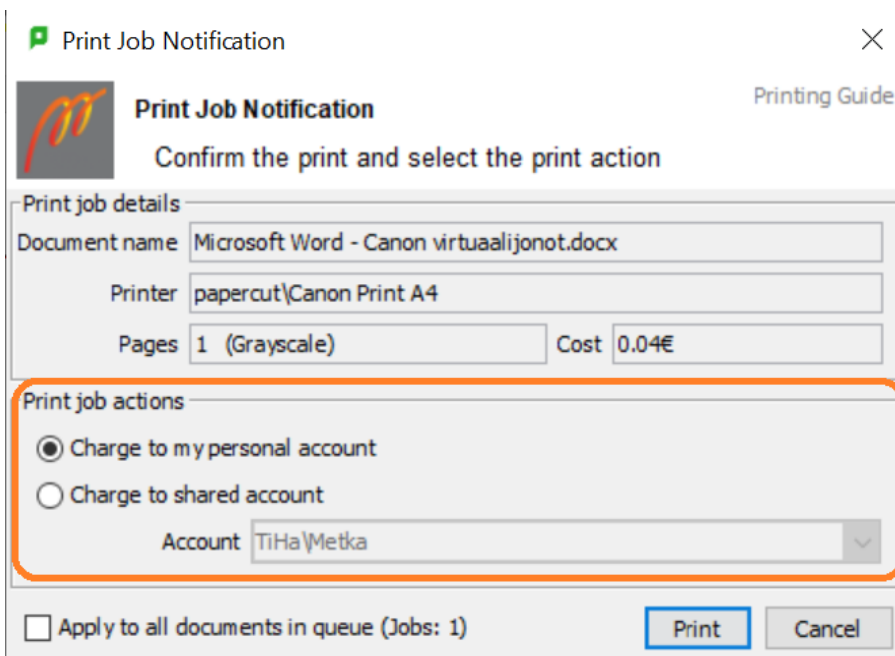 Print Job Notification
Print Job Notification
Printing Guide
Confirm the print and select the print action
Print job details
Document name Microsoft Word - Canon virtuaalijonot.docx
Printer papercut\Canon Print A4
Pages 1 (Grayscale) Cost 0.04€
Print job actions
Charge to my personal account
Charge to shared account
Account TiHa\Metka
Apply to all documents in queue (Jobs: 1) Print Cancel